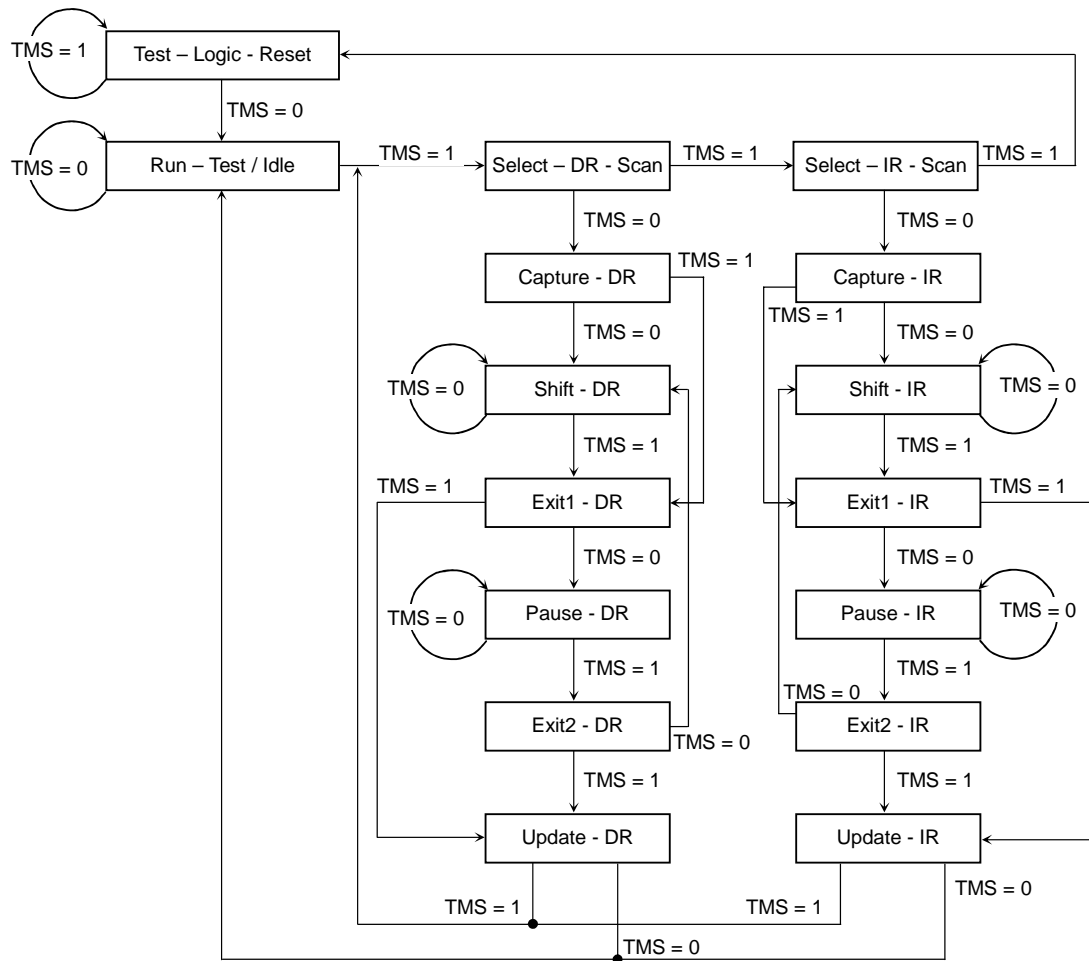 Test – Logic - Reset
TMS = 1
TMS = 0
Run – Test / Idle
TMS = 0
TMS = 1
Select – DR - Scan
TMS = 1
Select – IR - Scan
TMS = 1
TMS = 0
TMS = 0
Capture - DR
TMS = 1
Capture - IR
TMS = 1
TMS = 0
TMS = 0
TMS = 0
Shift - DR
Shift - IR
TMS = 0
TMS = 1
TMS = 1
TMS = 1
Exit1 - DR
Exit1 - IR
TMS = 1
TMS = 0
TMS = 0
TMS = 0
Pause - DR
Pause - IR
TMS = 0
TMS = 1
TMS = 1
TMS = 0
Exit2 - DR
TMS = 0
Exit2 - IR
TMS = 1
TMS = 1
Update - DR
Update - IR
TMS = 0
TMS = 1
TMS = 1
TMS = 0